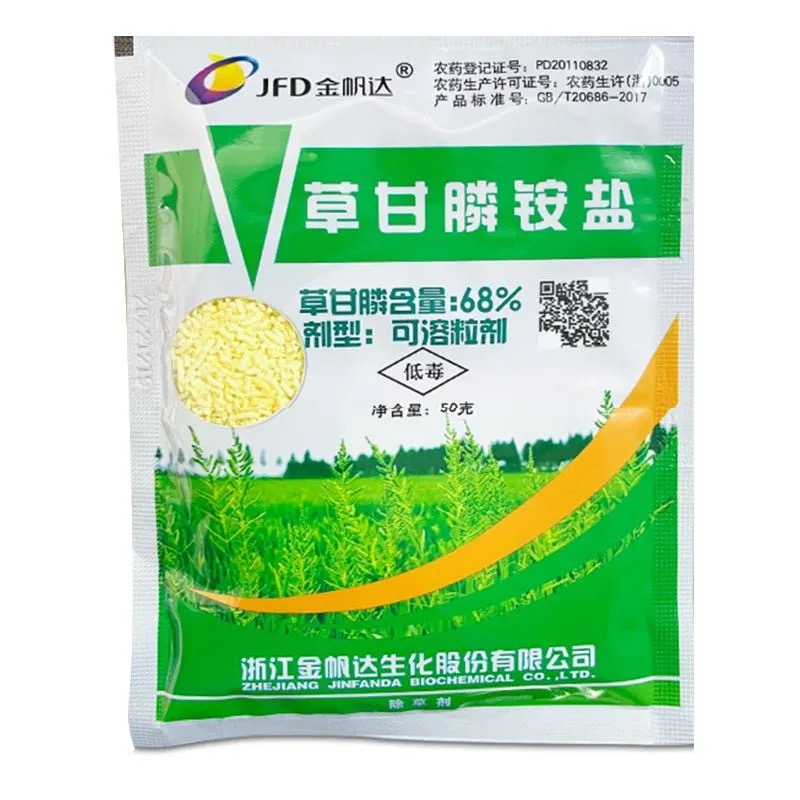 JFD金帆达®
农药登记证号：PD20110832
农药生产许可证号：农药生许(浙)0005
产品标准号：GB/T20686-2017
草甘膦铵盐
草甘膦含量:68%
剂型：可溶粒剂
低毒
净含量：50克
浙江金帆达生化股份有限公司
ZHEJIANG JINFANDA BIOCHEMICAL CO.,LTD.
除草剂